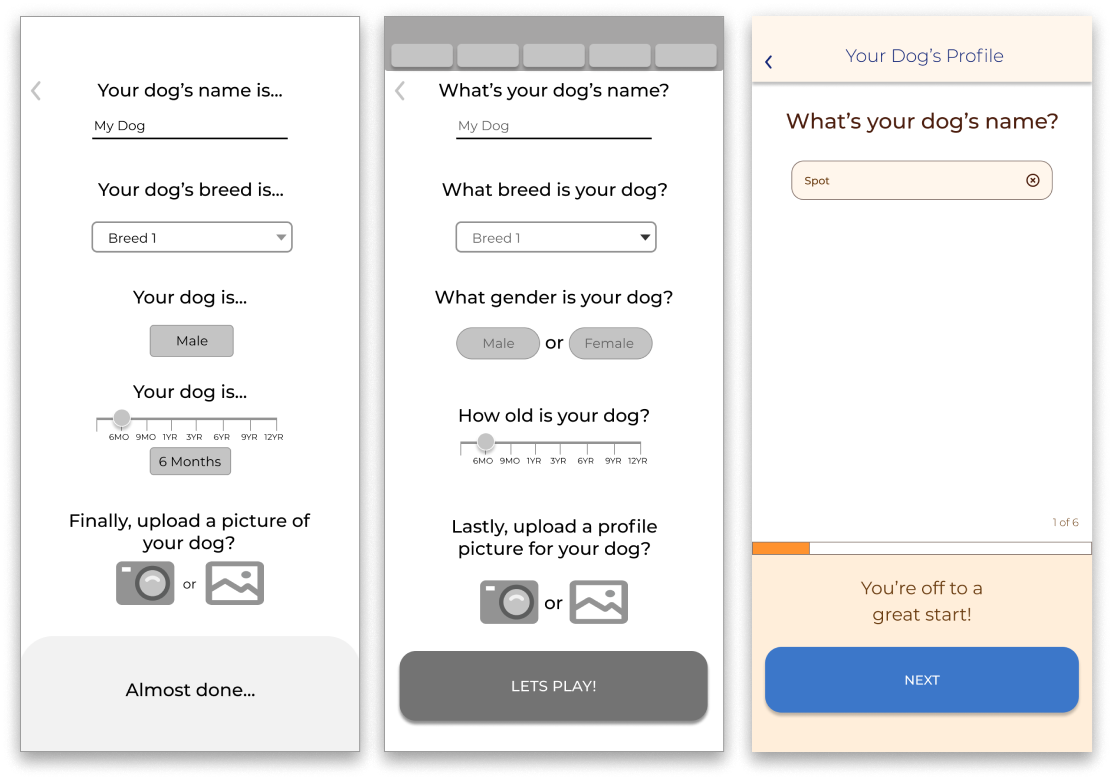 Your dog’s name is...
My Dog
Your dog’s breed is...
Breed 1
Your dog is...
Male
Your dog is...
6MO 9MO 1YR 3YR 6YR 9YR 12YR
6 Months
Finally, upload a picture of
your dog?
or
Almost done...
What’s your dog’s name?
My Dog
What breed is your dog?
Breed 1
What gender is your dog?
Male or Female
How old is your dog?
6MO 9MO 1YR 3YR 6YR 9YR 12YR
Lastly, upload a profile
picture for your dog?
or
LETS PLAY!
Your Dog’s Profile
What’s your dog’s name?
Spot
1 of 6
You’re off to a
great start!
NEXT